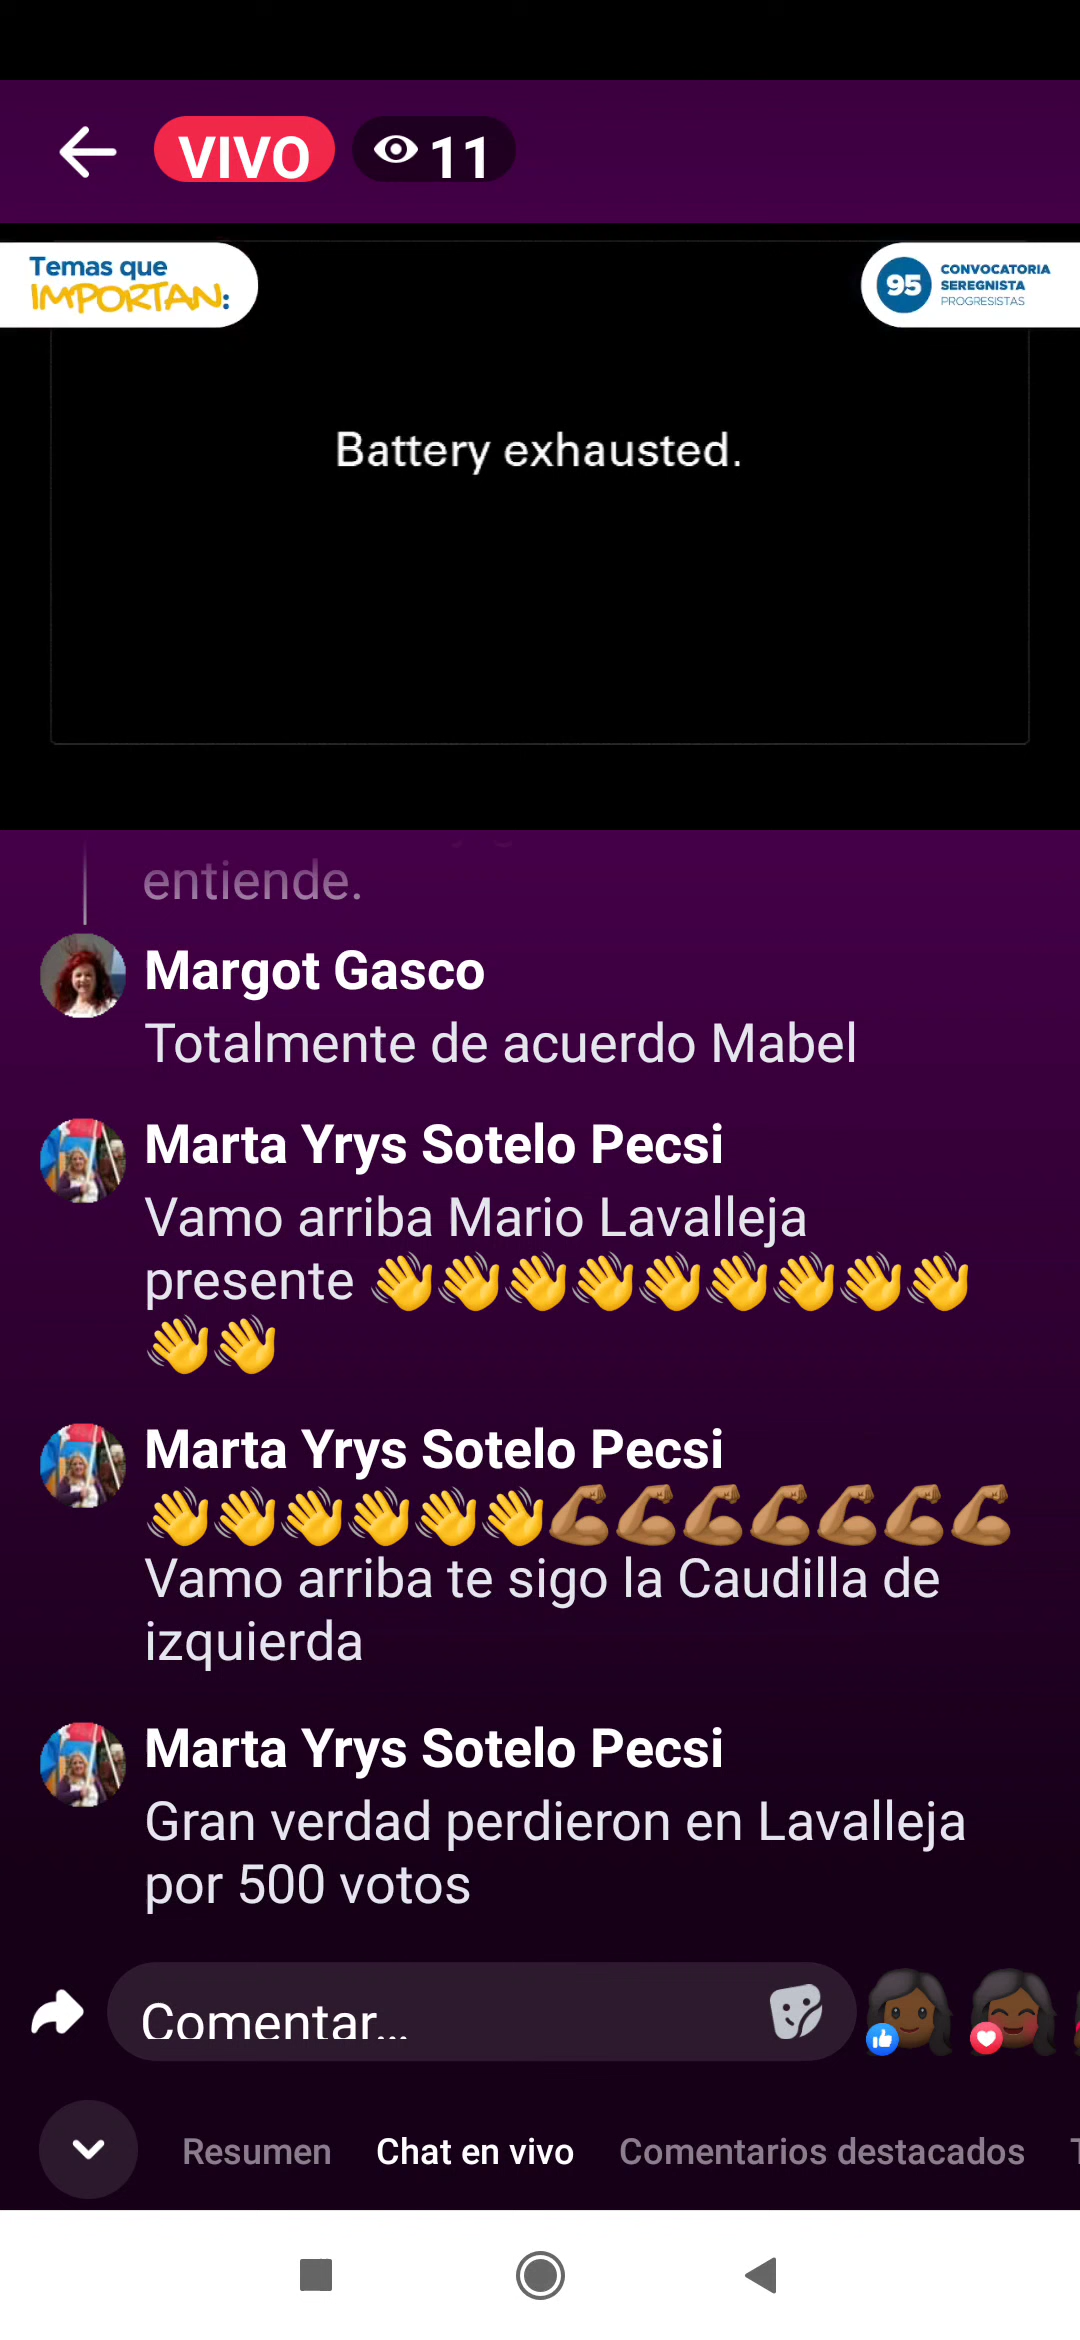 VIVO 11
Temas que
IMPORTAN:
95 CONVOCATORIA
SEREGNISTA
PROGRESISTAS
Battery exhausted.
entiende.
Margot Gasco
Totalmente de acuerdo Mabel
Marta Yrys Sotelo Pecsi
Vamo arriba Mario Lavalleja
presente 👋👋👋👋👋👋👋👋👋
👋👋
Marta Yrys Sotelo Pecsi
👋👋👋👋👋👋💪🏽💪🏽💪🏽💪🏽💪🏽💪🏽💪🏽
Vamo arriba te sigo la Caudilla de
izquierda
Marta Yrys Sotelo Pecsi
Gran verdad perdieron en Lavalleja
por 500 votos
Comentar...
Resumen Chat en vivo Comentarios destacados